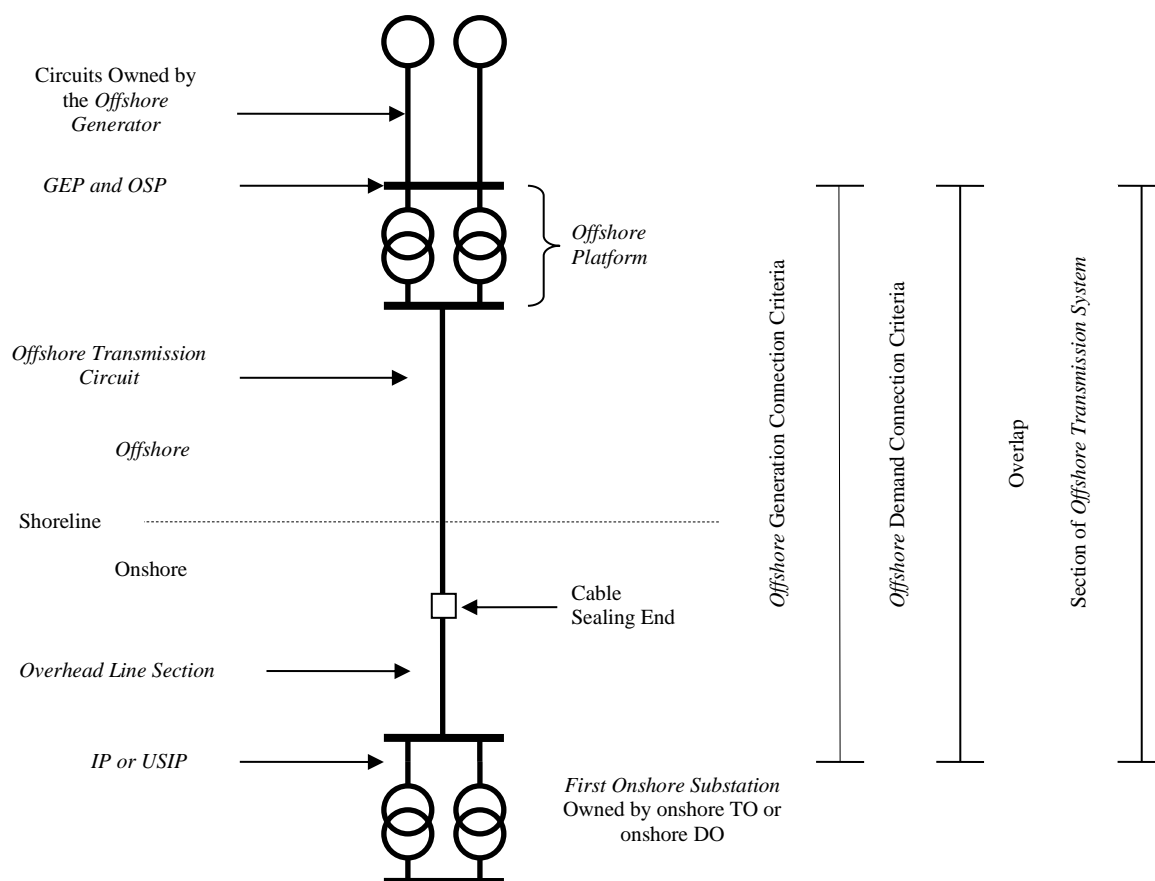 Circuits Owned by
the Offshore
Generator
GEP and OSP
Offshore
Platform
Offshore Transmission
Circuit
Offshore
Shoreline
Onshore
Cable
Sealing End
Overhead Line Section
IP or USIP
First Onshore Substation
Owned by onshore TO or
onshore DO
Offshore Generation Connection Criteria
Offshore Demand Connection Criteria
Overlap
Section of Offshore Transmission System